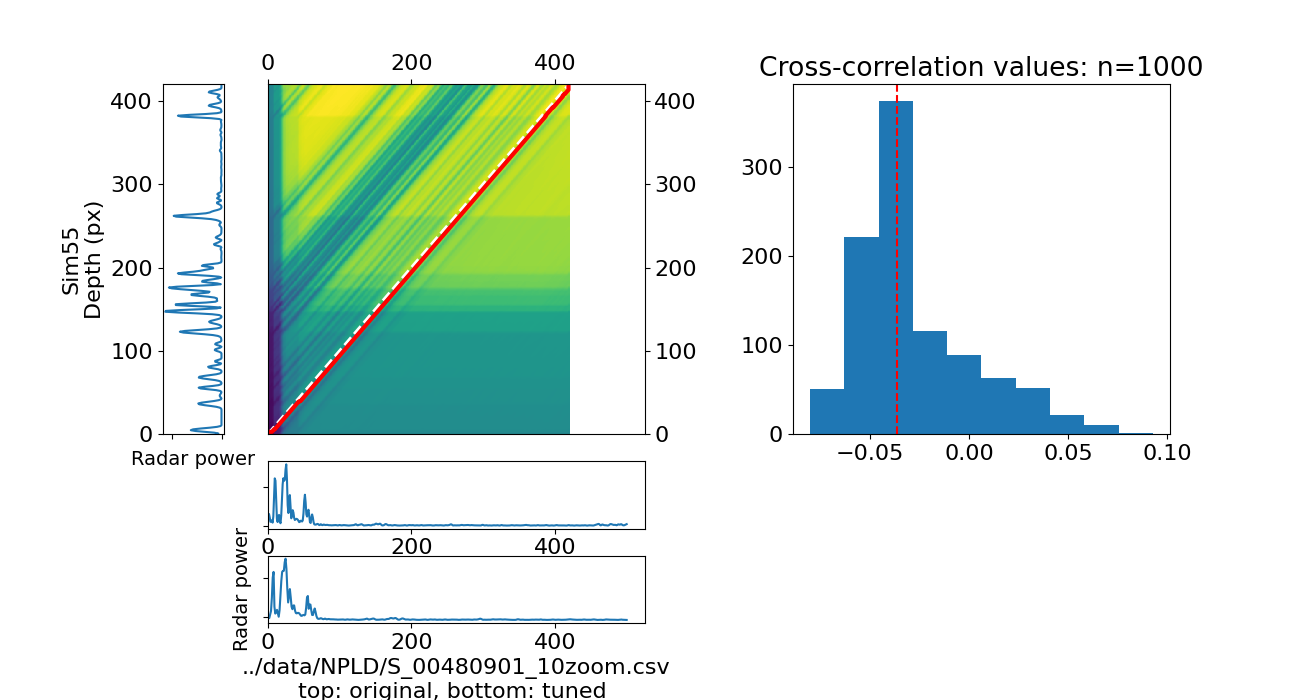 Cross-correlation values: n=1000
0 200 400
400
300
200
100
0
Sim55
Depth (px)
Radar power
400
300
200
100
0
300
200
100
0
−0.05 0.00 0.05 0.10
0 200 400
Radar power
0 200 400
../data/NPLD/S_00480901_10zoom.csv
top: original, bottom: tuned